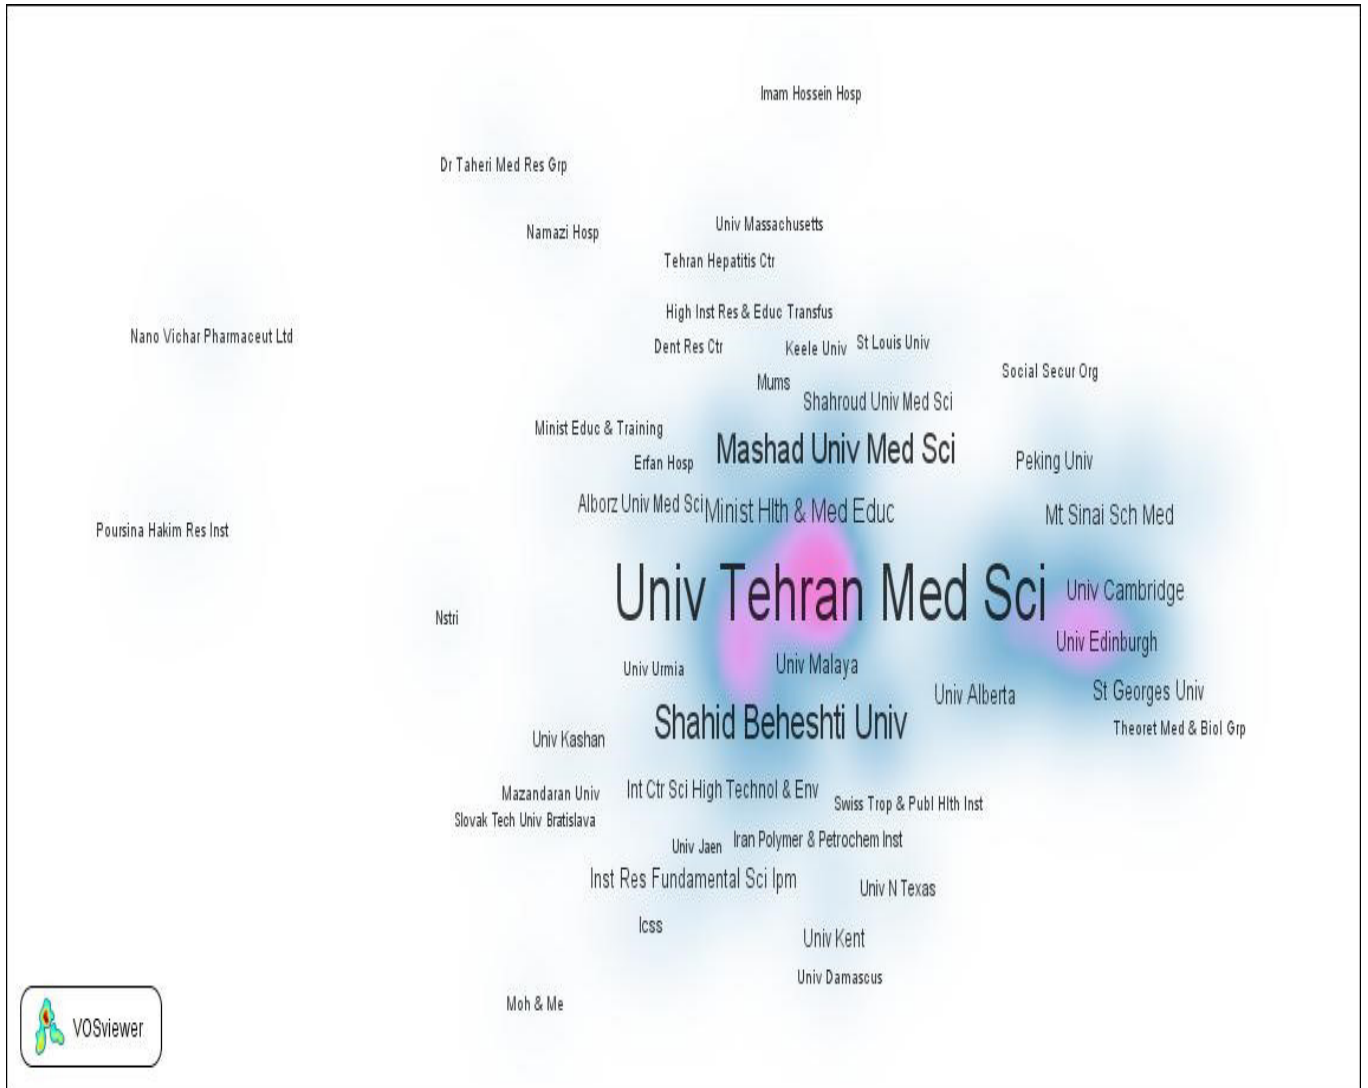 Imam Hossein Hosp
Dr Taheri Med Res Grp
Univ Massachusetts
Namazi Hosp
Tehran Hepatitis Ctr
High Inst Res & Educ Transfus
Nano Vichar Pharmaceut Ltd
Dent Res Ctr
Keele Univ
St Louis Univ
Social Secur Org
Mums
Shahroud Univ Med Sci
Minist Educ & Training
Mashad Univ Med Sci
Erfan Hosp
Peking Univ
Alborz Univ Med Sci
Minist Hlth & Med Educ
Mt Sinai Sch Med
Poursina Hakim Res Inst
Univ Tehran Med Sci
Univ Cambridge
Nstri
Univ Edinburgh
Univ Urmia
Univ Malaya
Univ Alberta
St Georges Univ
Shahid Beheshti Univ
Theoret Med & Biol Grp
Univ Kashan
Mazandaran Univ
Int Ctr Sci High Technol & Env
Swiss Trop & Publ Hlth Inst
Slovak Tech Univ Bratislava
Univ Jaen
Iran Polymer & Petrochem Inst
Inst Res Fundamental Sci Ipm
Univ N Texas
Icss
Univ Kent
Univ Damascus
Moh & Me
VOSviewer